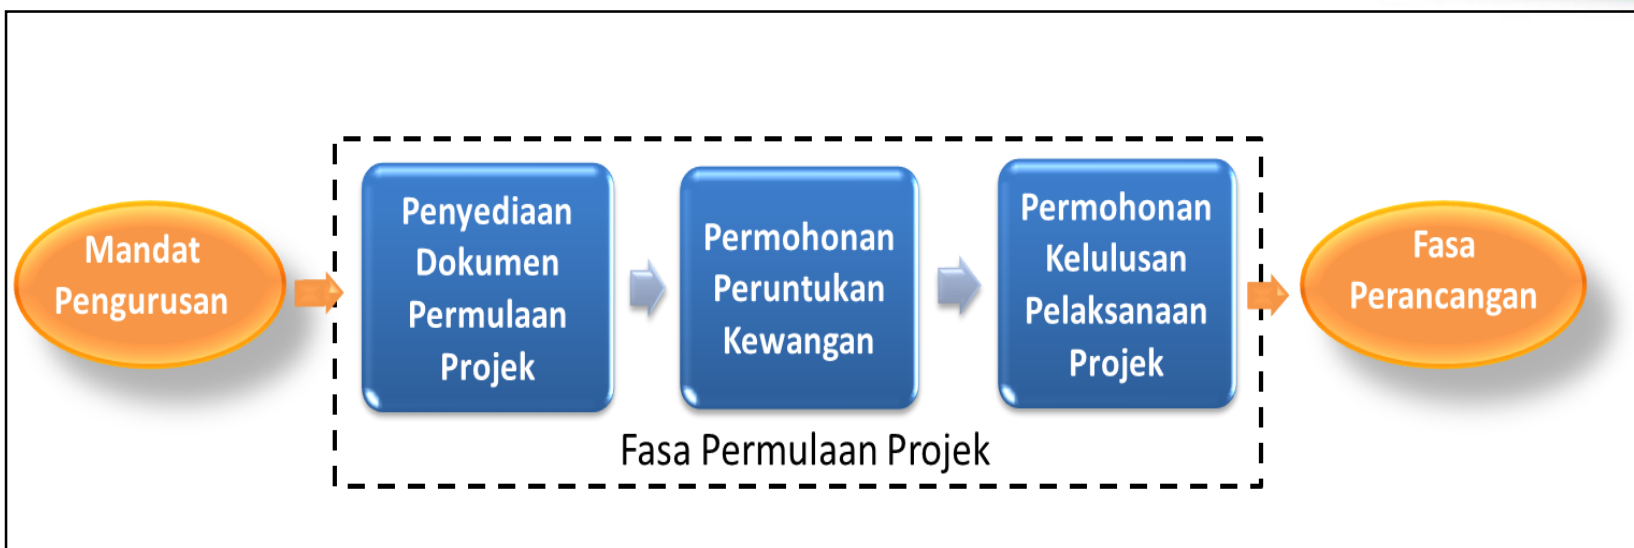 Mandat
Pengurusan
Penyediaan
Dokumen
Permulaan
Projek
Permohonan
Peruntukan
Kewangan
Permohonan
Kelulusan
Pelaksanaan
Projek
Fasa
Perancangan
Fasa Permulaan Projek